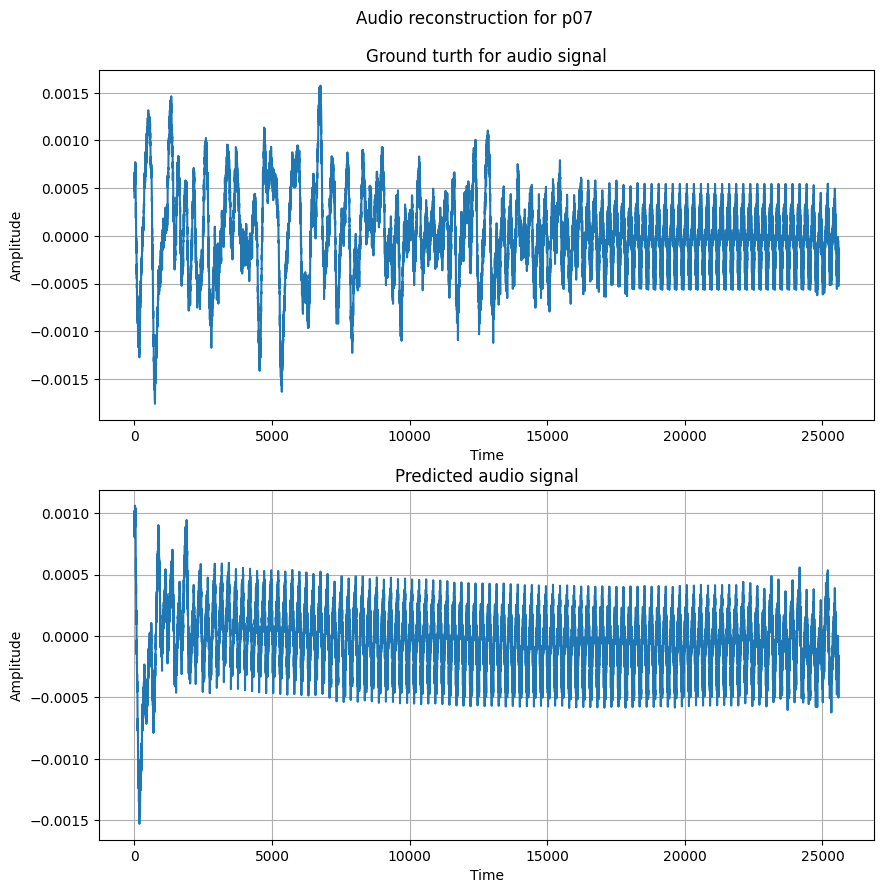 Audio reconstruction for p07
Ground turth for audio signal
Amplitude
0.0015
0.0010
0.0005
0.0000
−0.0005
−0.0010
−0.0015
0 5000 10000 15000 20000 25000
Time
Predicted audio signal
Amplitude
0.0010
0.0005
0.0000
−0.0005
−0.0010
−0.0015
0 5000 10000 15000 20000 25000
Time